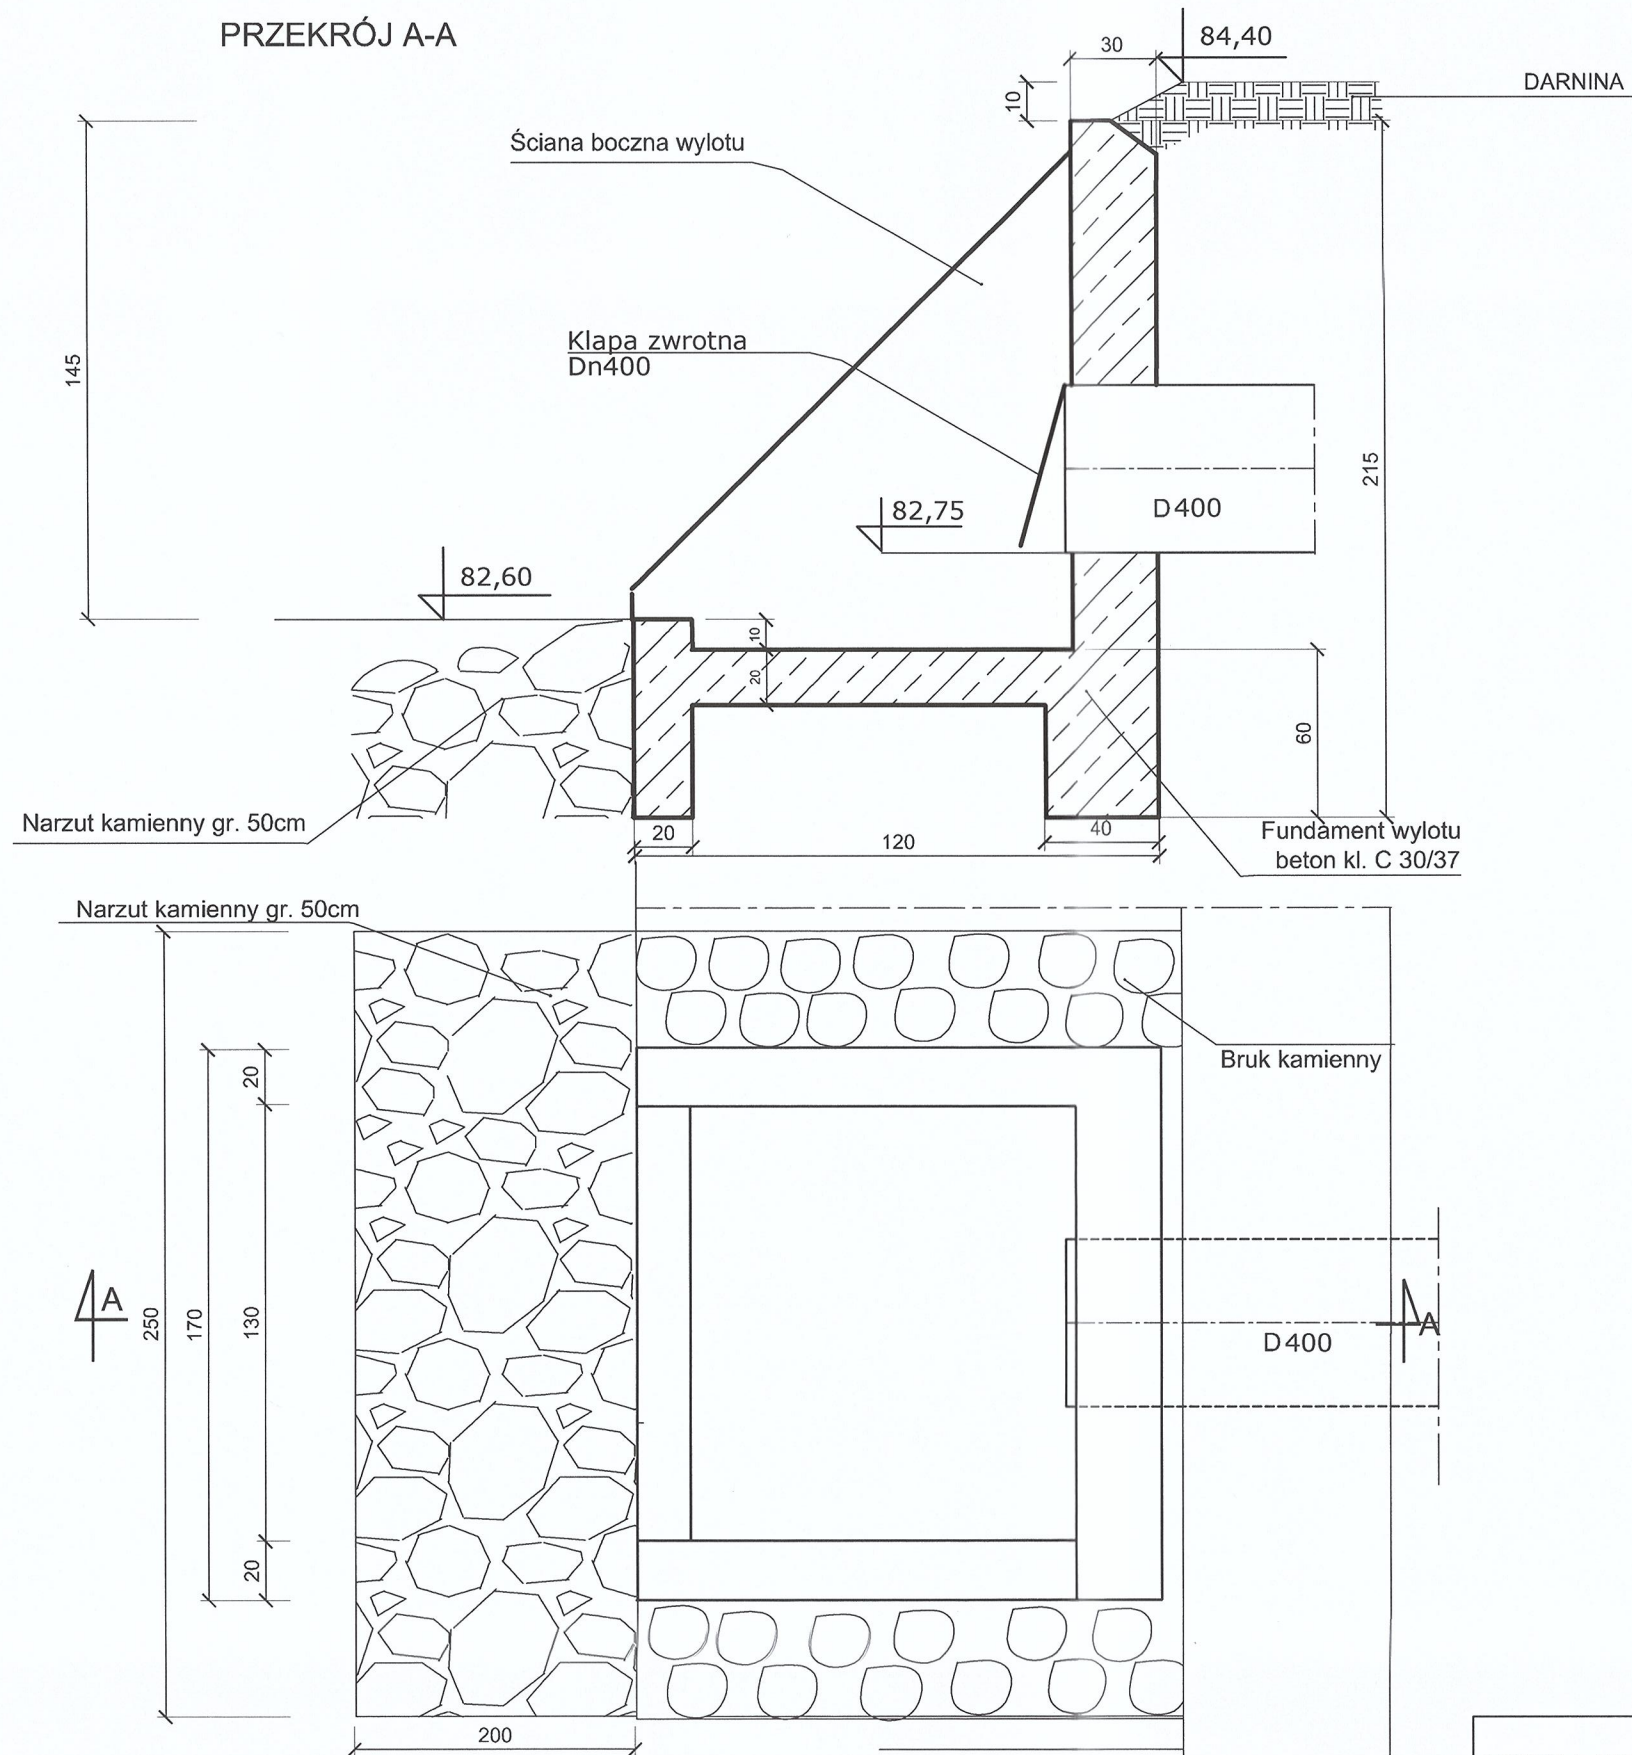 PRZEKRÓJ A-A
30
84,40
DARNINA
10
Ściana boczna wylotu
145
Klapa zwrotna
Dn400
215
82,75
D400
82,60
10
20
60
Narzut kamienny gr. 50cm
20
120
40
Fundament wylotu
beton kl. C 30/37
Narzut kamienny gr. 50cm
Bruk kamienny
20
A
250
170
130
D400
A
20
200